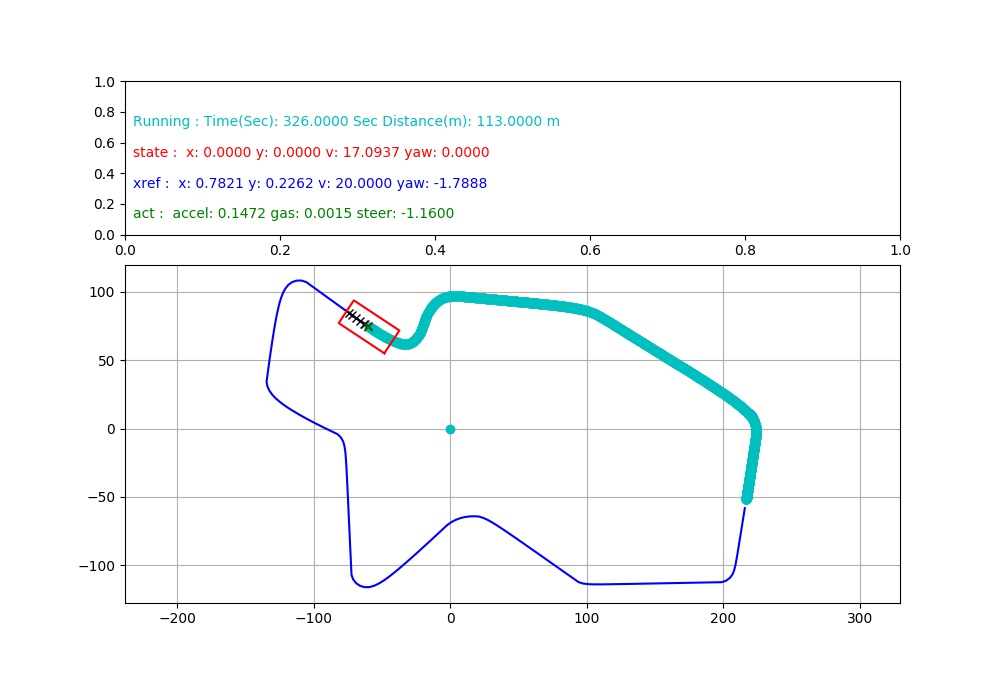 1.0
0.8
0.6
0.4
0.2
0.0
Running : Time(Sec): 326.0000 Sec Distance(m): 113.0000 m
state :  x: 0.0000 y: 0.0000 v: 17.0937 yaw: 0.0000
xref :  x: 0.7821 y: 0.2262 v: 20.0000 yaw: -1.7888
act :  accel: 0.1472 gas: 0.0015 steer: -1.1600
0.0 0.2 0.4 0.6 0.8 1.0
100
50
0
−50
−100
−200 −100 0 100 200 300